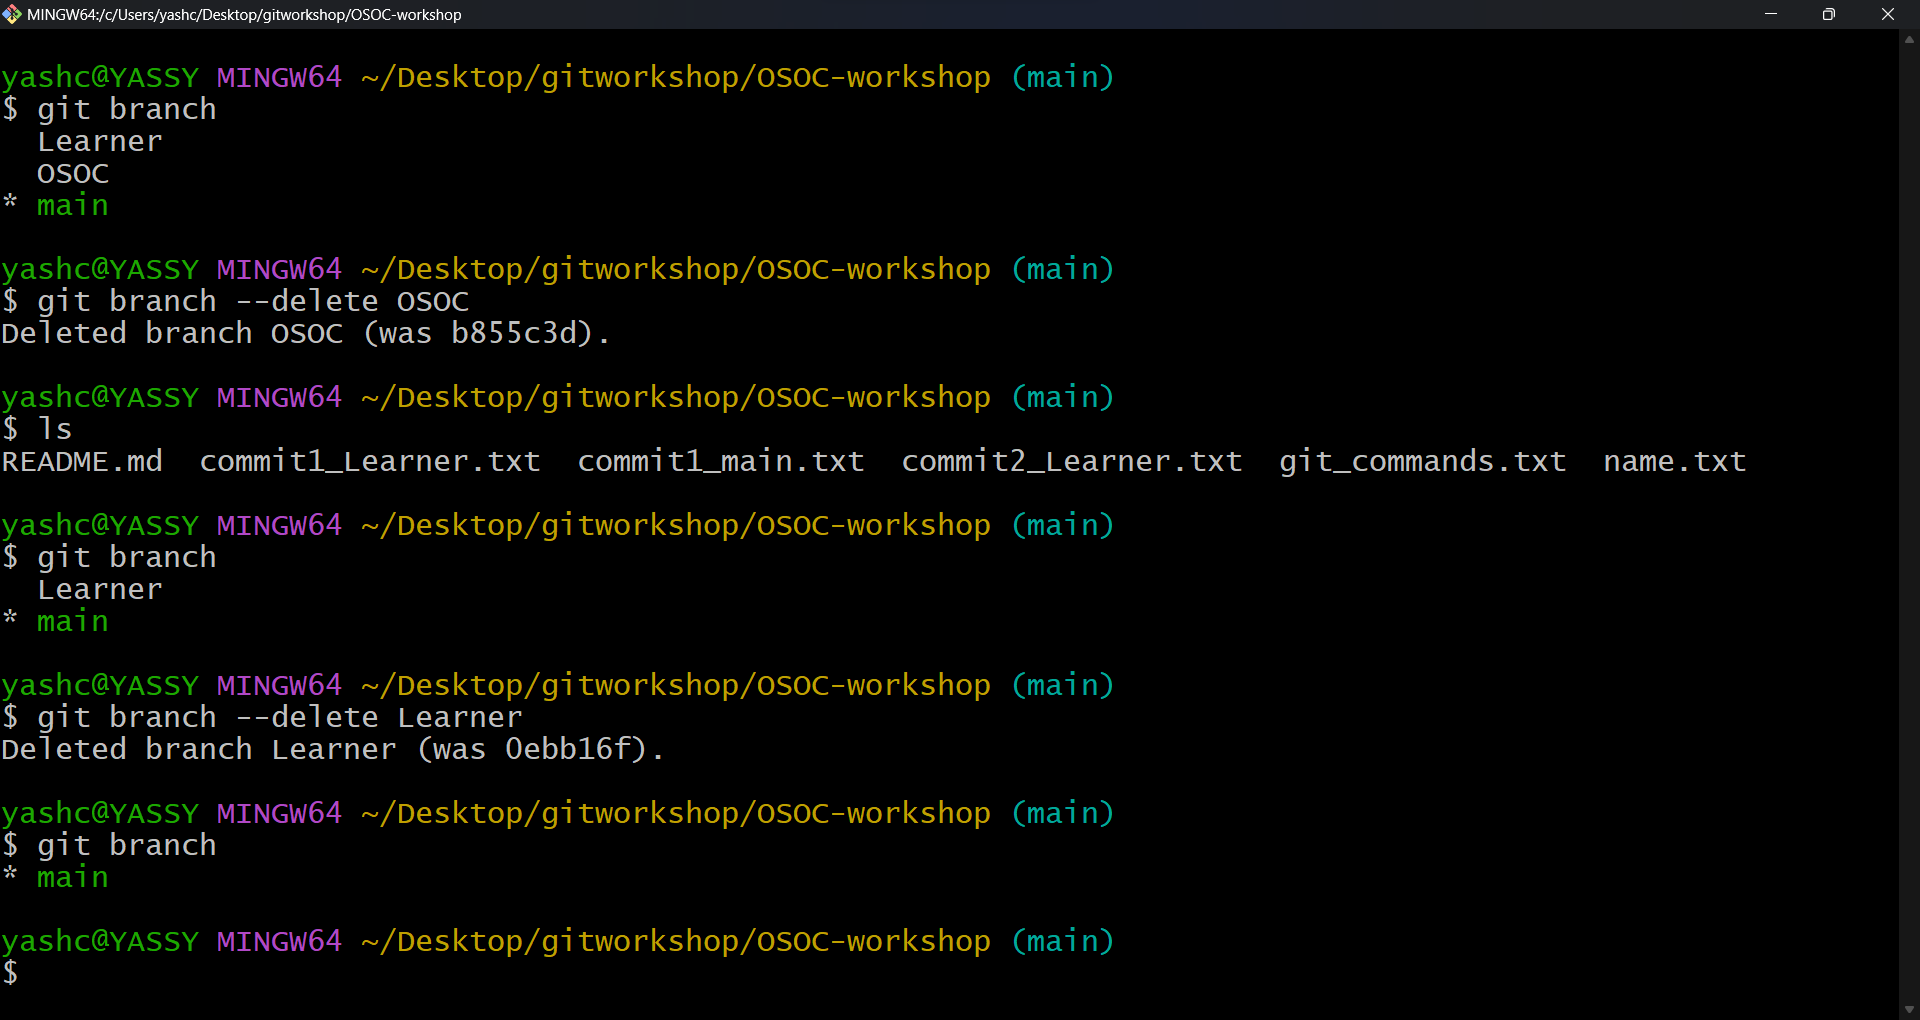 MINGW64:/c/Users/yashc/Desktop/gitworkshop/OSOC-workshop
yashc@YASSY MINGW64 ~/Desktop/gitworkshop/OSOC-workshop (main)
$ git branch
  Learner
  OSOC
* main
yashc@YASSY MINGW64 ~/Desktop/gitworkshop/OSOC-workshop (main)
$ git branch --delete OSOC
Deleted branch OSOC (was b855c3d).
yashc@YASSY MINGW64 ~/Desktop/gitworkshop/OSOC-workshop (main)
$ ls
README.md  commit1_Learner.txt  commit1_main.txt  commit2_Learner.txt  git_commands.txt  name.txt
yashc@YASSY MINGW64 ~/Desktop/gitworkshop/OSOC-workshop (main)
$ git branch
  Learner
* main
yashc@YASSY MINGW64 ~/Desktop/gitworkshop/OSOC-workshop (main)
$ git branch --delete Learner
Deleted branch Learner (was 0ebb16f).
yashc@YASSY MINGW64 ~/Desktop/gitworkshop/OSOC-workshop (main)
$ git branch
* main
yashc@YASSY MINGW64 ~/Desktop/gitworkshop/OSOC-workshop (main)
$